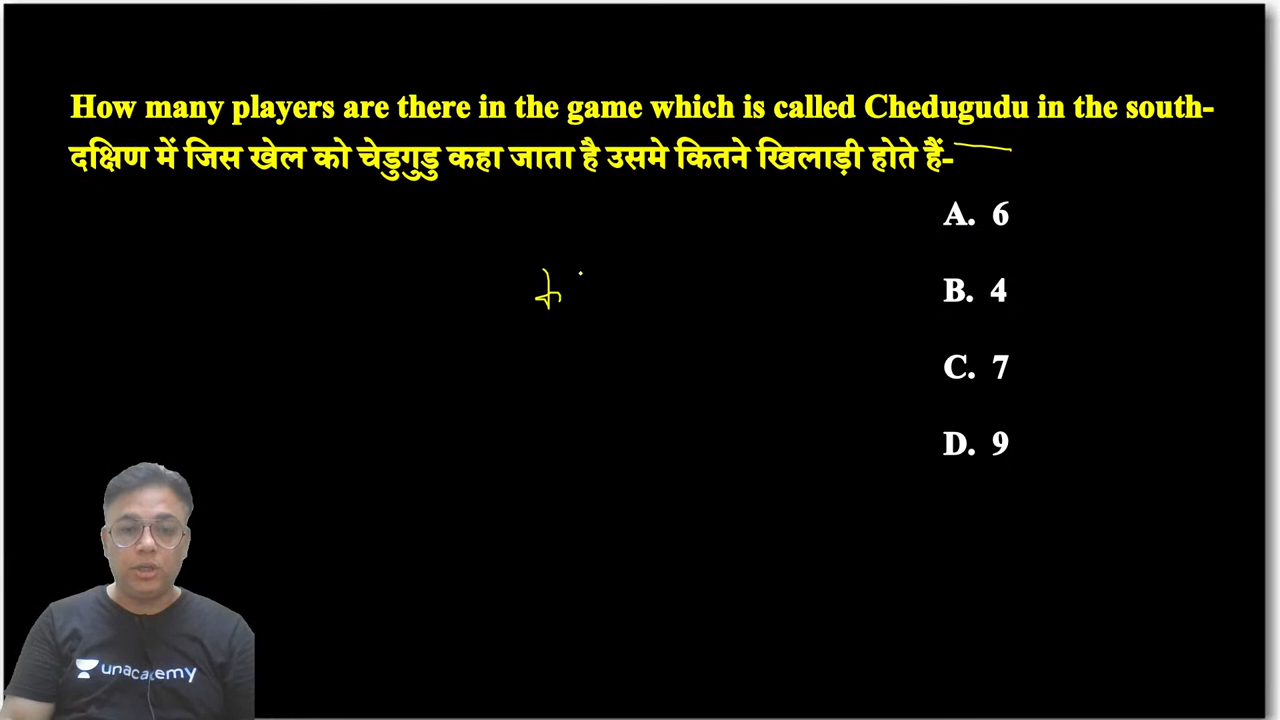 How many players are there in the game which is called Chedugudu in the south-
दक्षिण में जिस खेल को चेडुगुडु कहा जाता है उसमे कितने खिलाड़ी होते हैं-
A. 6
B. 4
C. 7
D. 9
unacademy